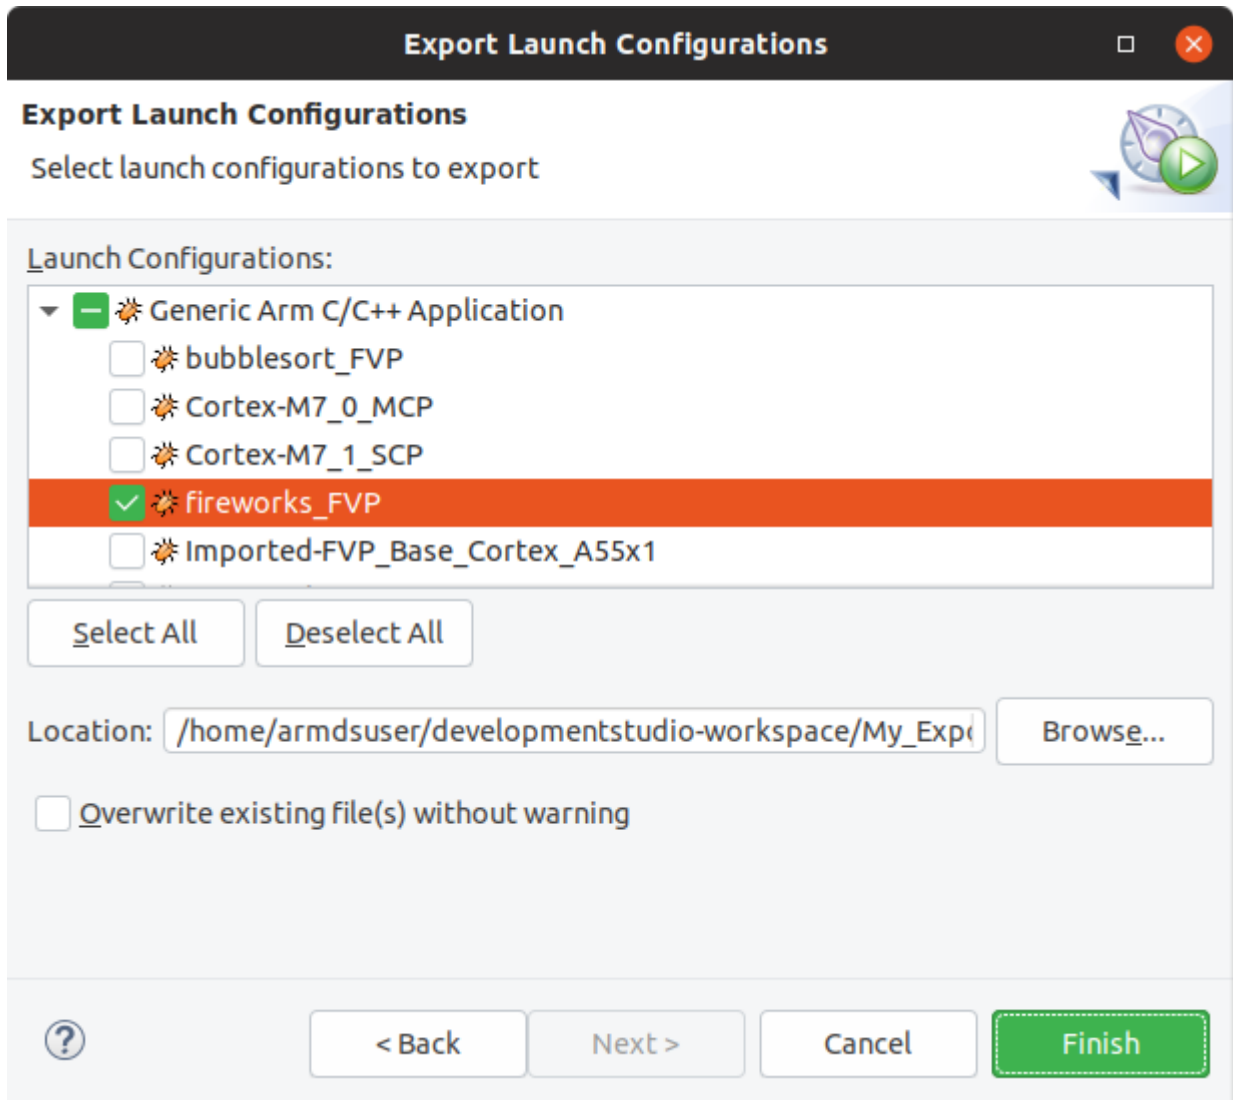 Export Launch Configurations
Export Launch Configurations
Select launch configurations to export
Launch Configurations:
Generic Arm C/C++ Application
bubblesort_FVP
Cortex-M7_0_MCP
Cortex-M7_1_SCP
fireworks_FVP
Imported-FVP_Base_Cortex_A55x1
Select All Deselect All
Location: /home/armdsuser/developmentstudio-workspace/My_Expo Browse...
Overwrite existing file(s) without warning
? < Back Next > Cancel Finish